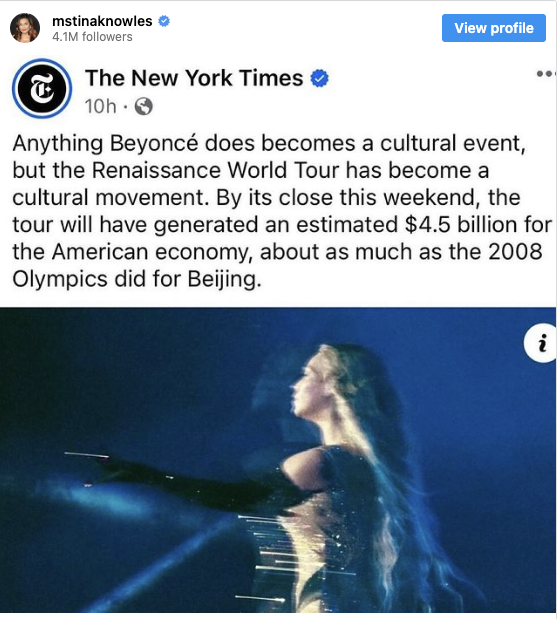 mstinaknowles
4.1M followers
View profile
The New York Times
10h ·
Anything Beyoncé does becomes a cultural event,
but the Renaissance World Tour has become a
cultural movement. By its close this weekend, the
tour will have generated an estimated $4.5 billion for
the American economy, about as much as the 2008
Olympics did for Beijing.
i